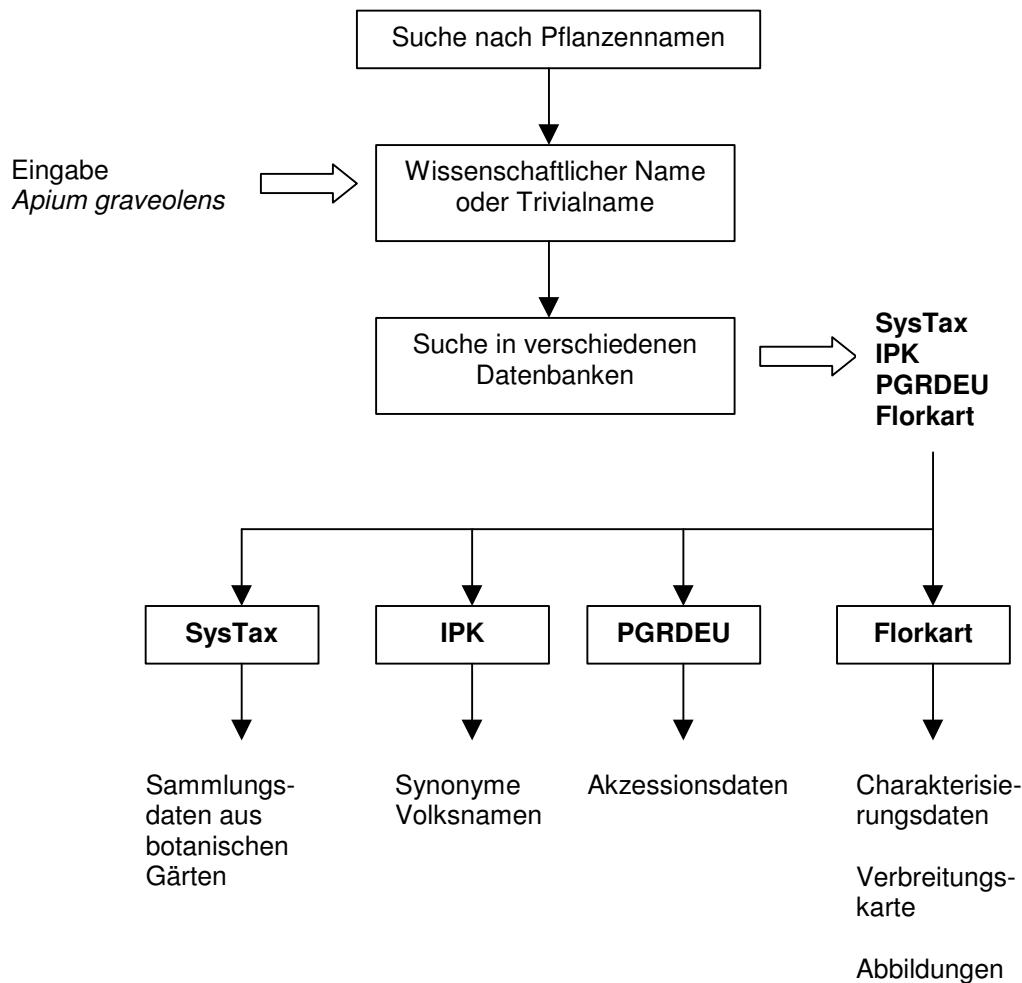 Suche nach Pflanzennamen
Eingabe
Apium graveolens
Wissenschaftlicher Name
oder Trivialname
Suche in verschiedenen
Datenbanken
SysTax
IPK
PGRDEU
Florkart
SysTax
IPK
PGRDEU
Florkart
Sammlungs-
daten aus
botanischen
Gärten
Synonyme
Volksnamen
Akzessionsdaten
Charakterisie-
rungsdaten
Verbreitungs-
karte
Abbildungen